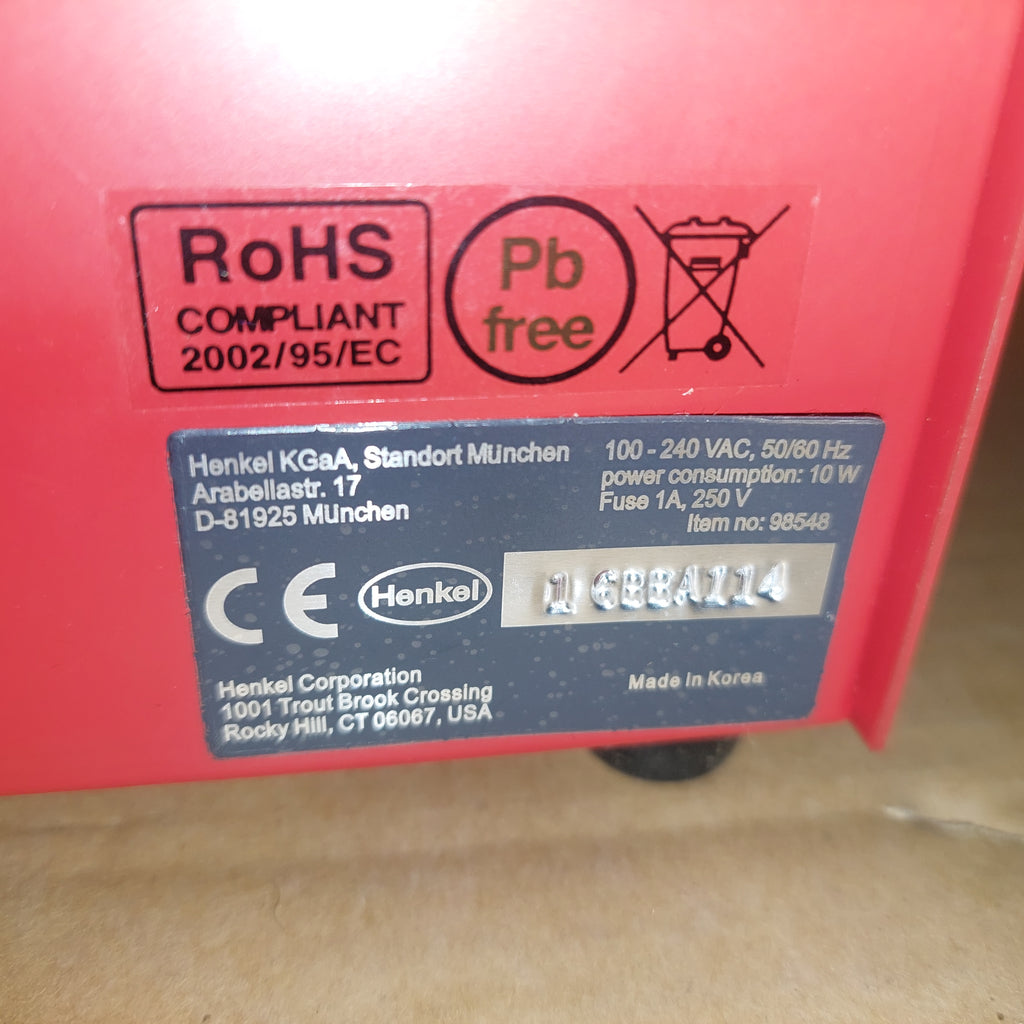 RoHS
COMPLIANT
2002/95/EC
Pb
free
Henkel KGaA, Standort München
Arabellastr. 17
D-81925 München
100 - 240 VAC, 50/60 Hz
power consumption: 10 W
Fuse 1A, 250 V
Item no: 98548
CE
Henkel
1 6BBAI14
Henkel Corporation
1001 Trout Brook Crossing
Rocky Hill, CT 06067, USA
Made in Korea